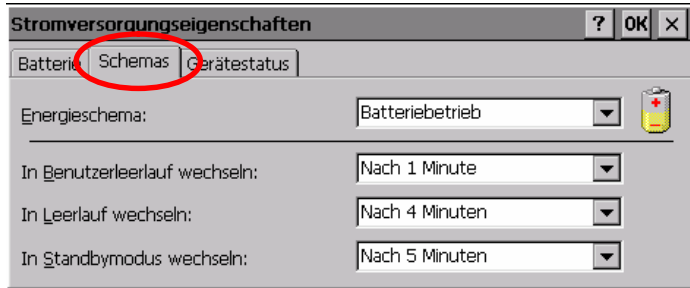 Stromversorgungseigenschaften ? OK ×
Batterie Schemas Gerätestatus
Energieschema: Batteriebetrieb
In Benutzerleerlauf wechseln: Nach 1 Minute
In Leerlauf wechseln: Nach 4 Minuten
In Standbymodus wechseln: Nach 5 Minuten